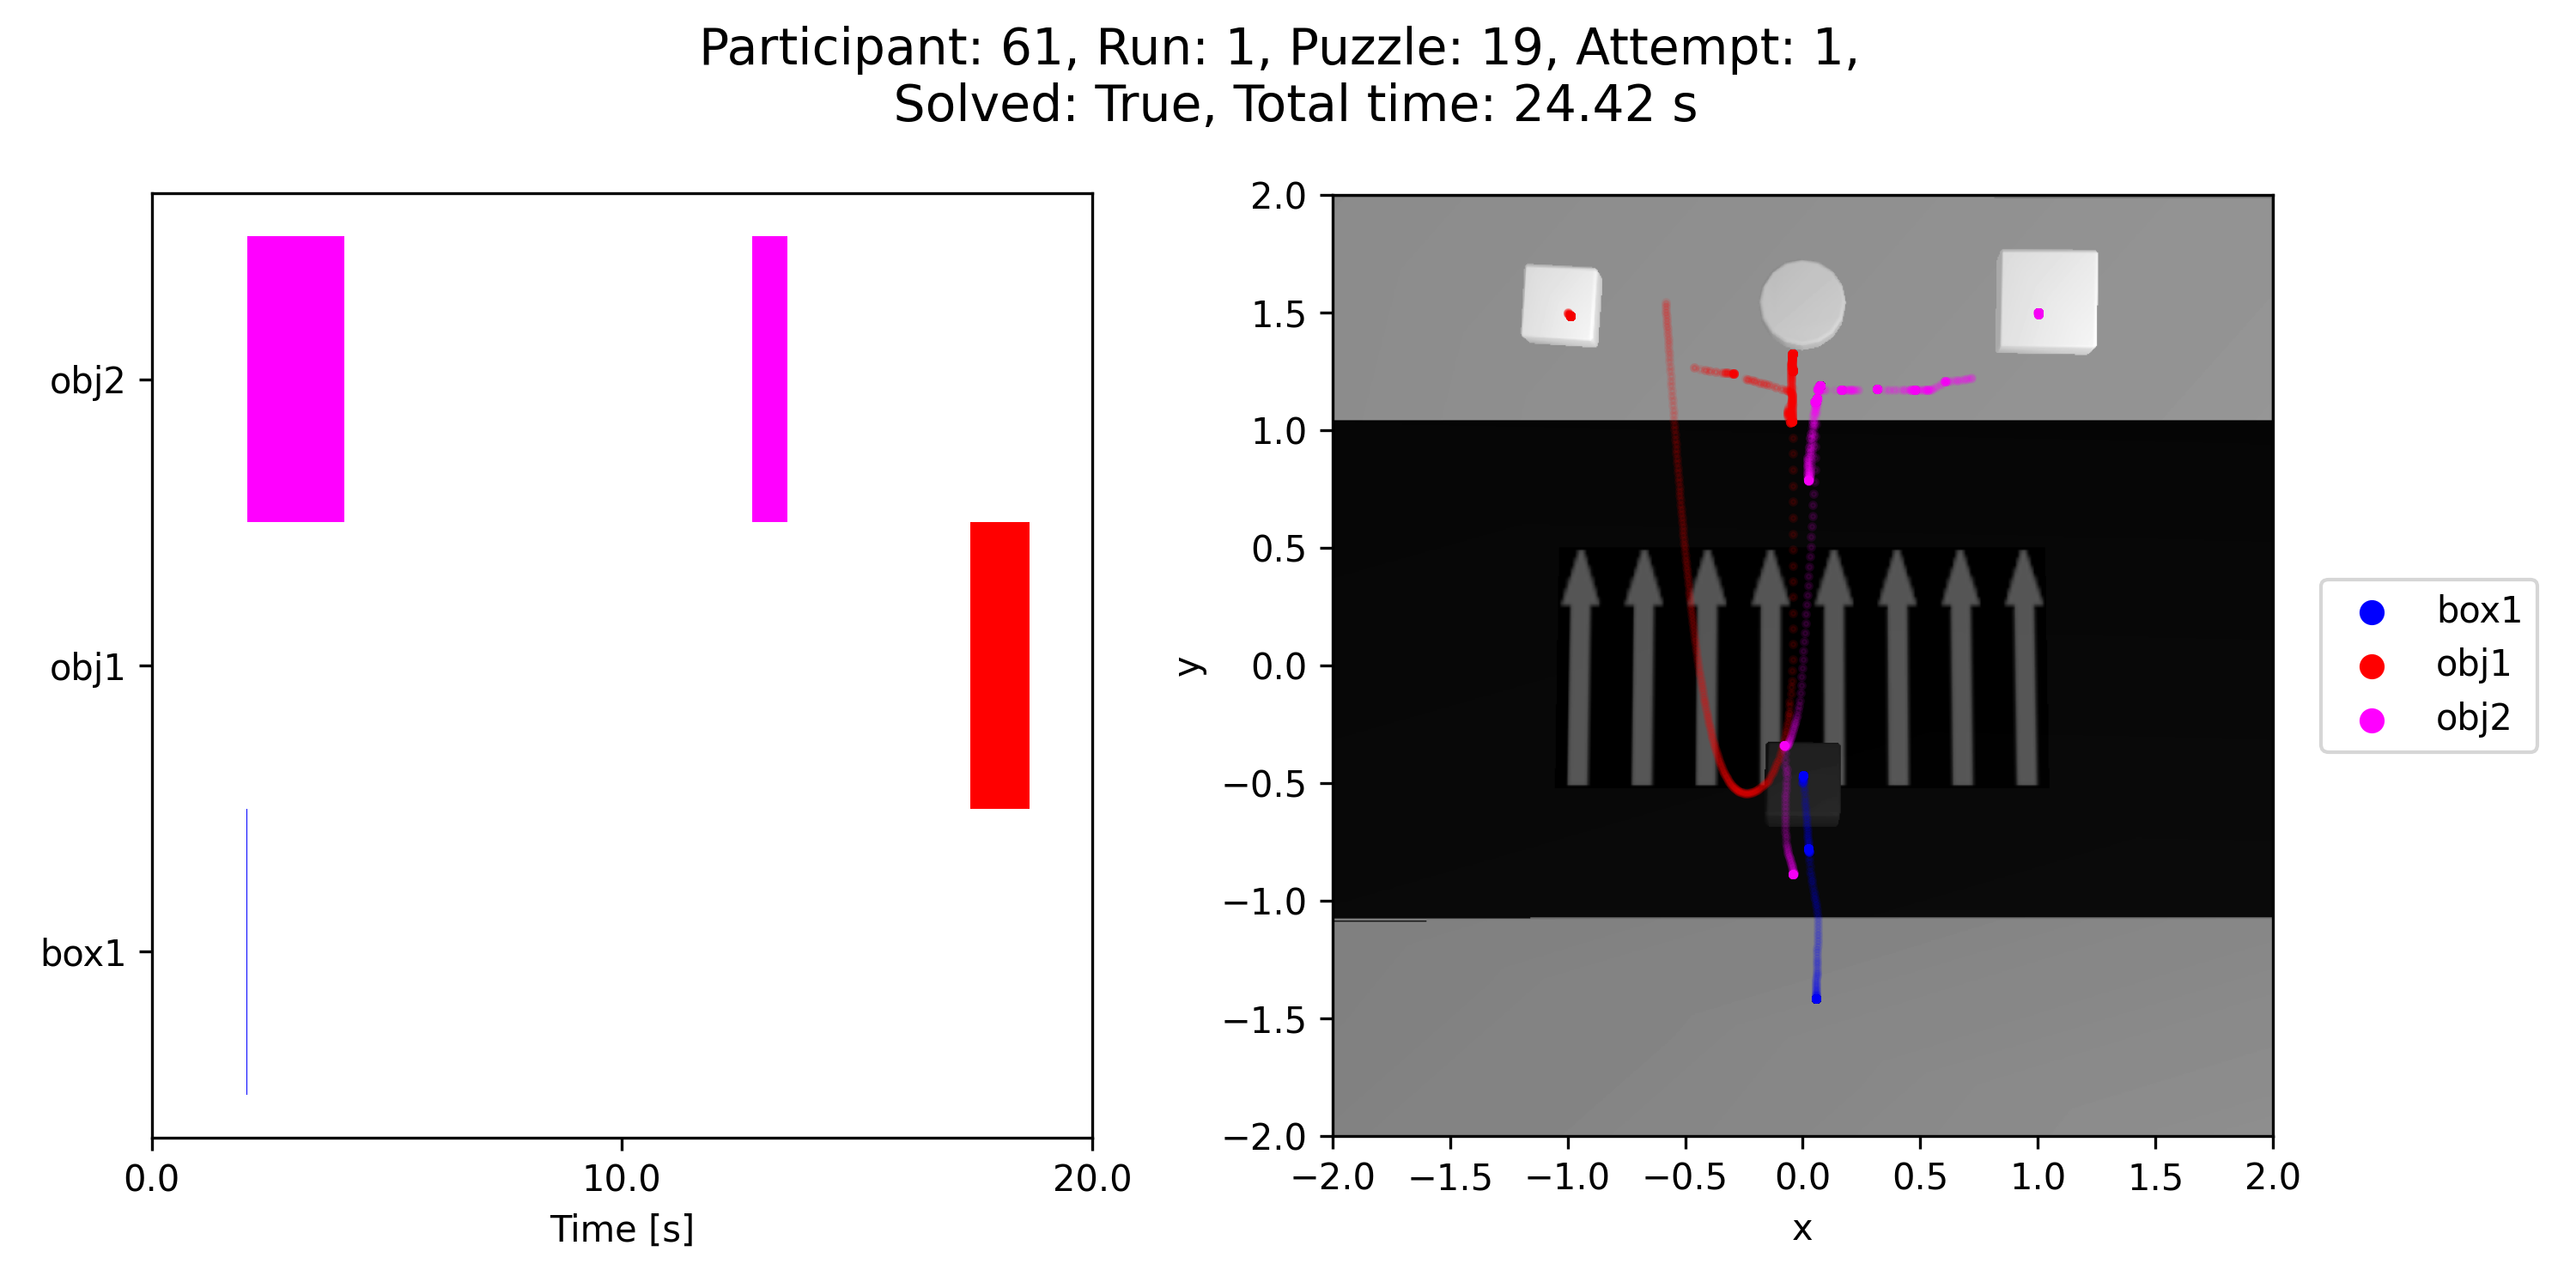 Participant: 61, Run: 1, Puzzle: 19, Attempt: 1,
Solved: True, Total time: 24.42 s
obj2
obj1
box1
0.0 10.0 20.0
Time [s]
2.0
1.5
1.0
0.5
0.0
−0.5
−1.0
−1.5
−2.0
y
−2.0 −1.5 −1.0 −0.5 0.0 0.5 1.0 1.5 2.0
x
box1
obj1
obj2